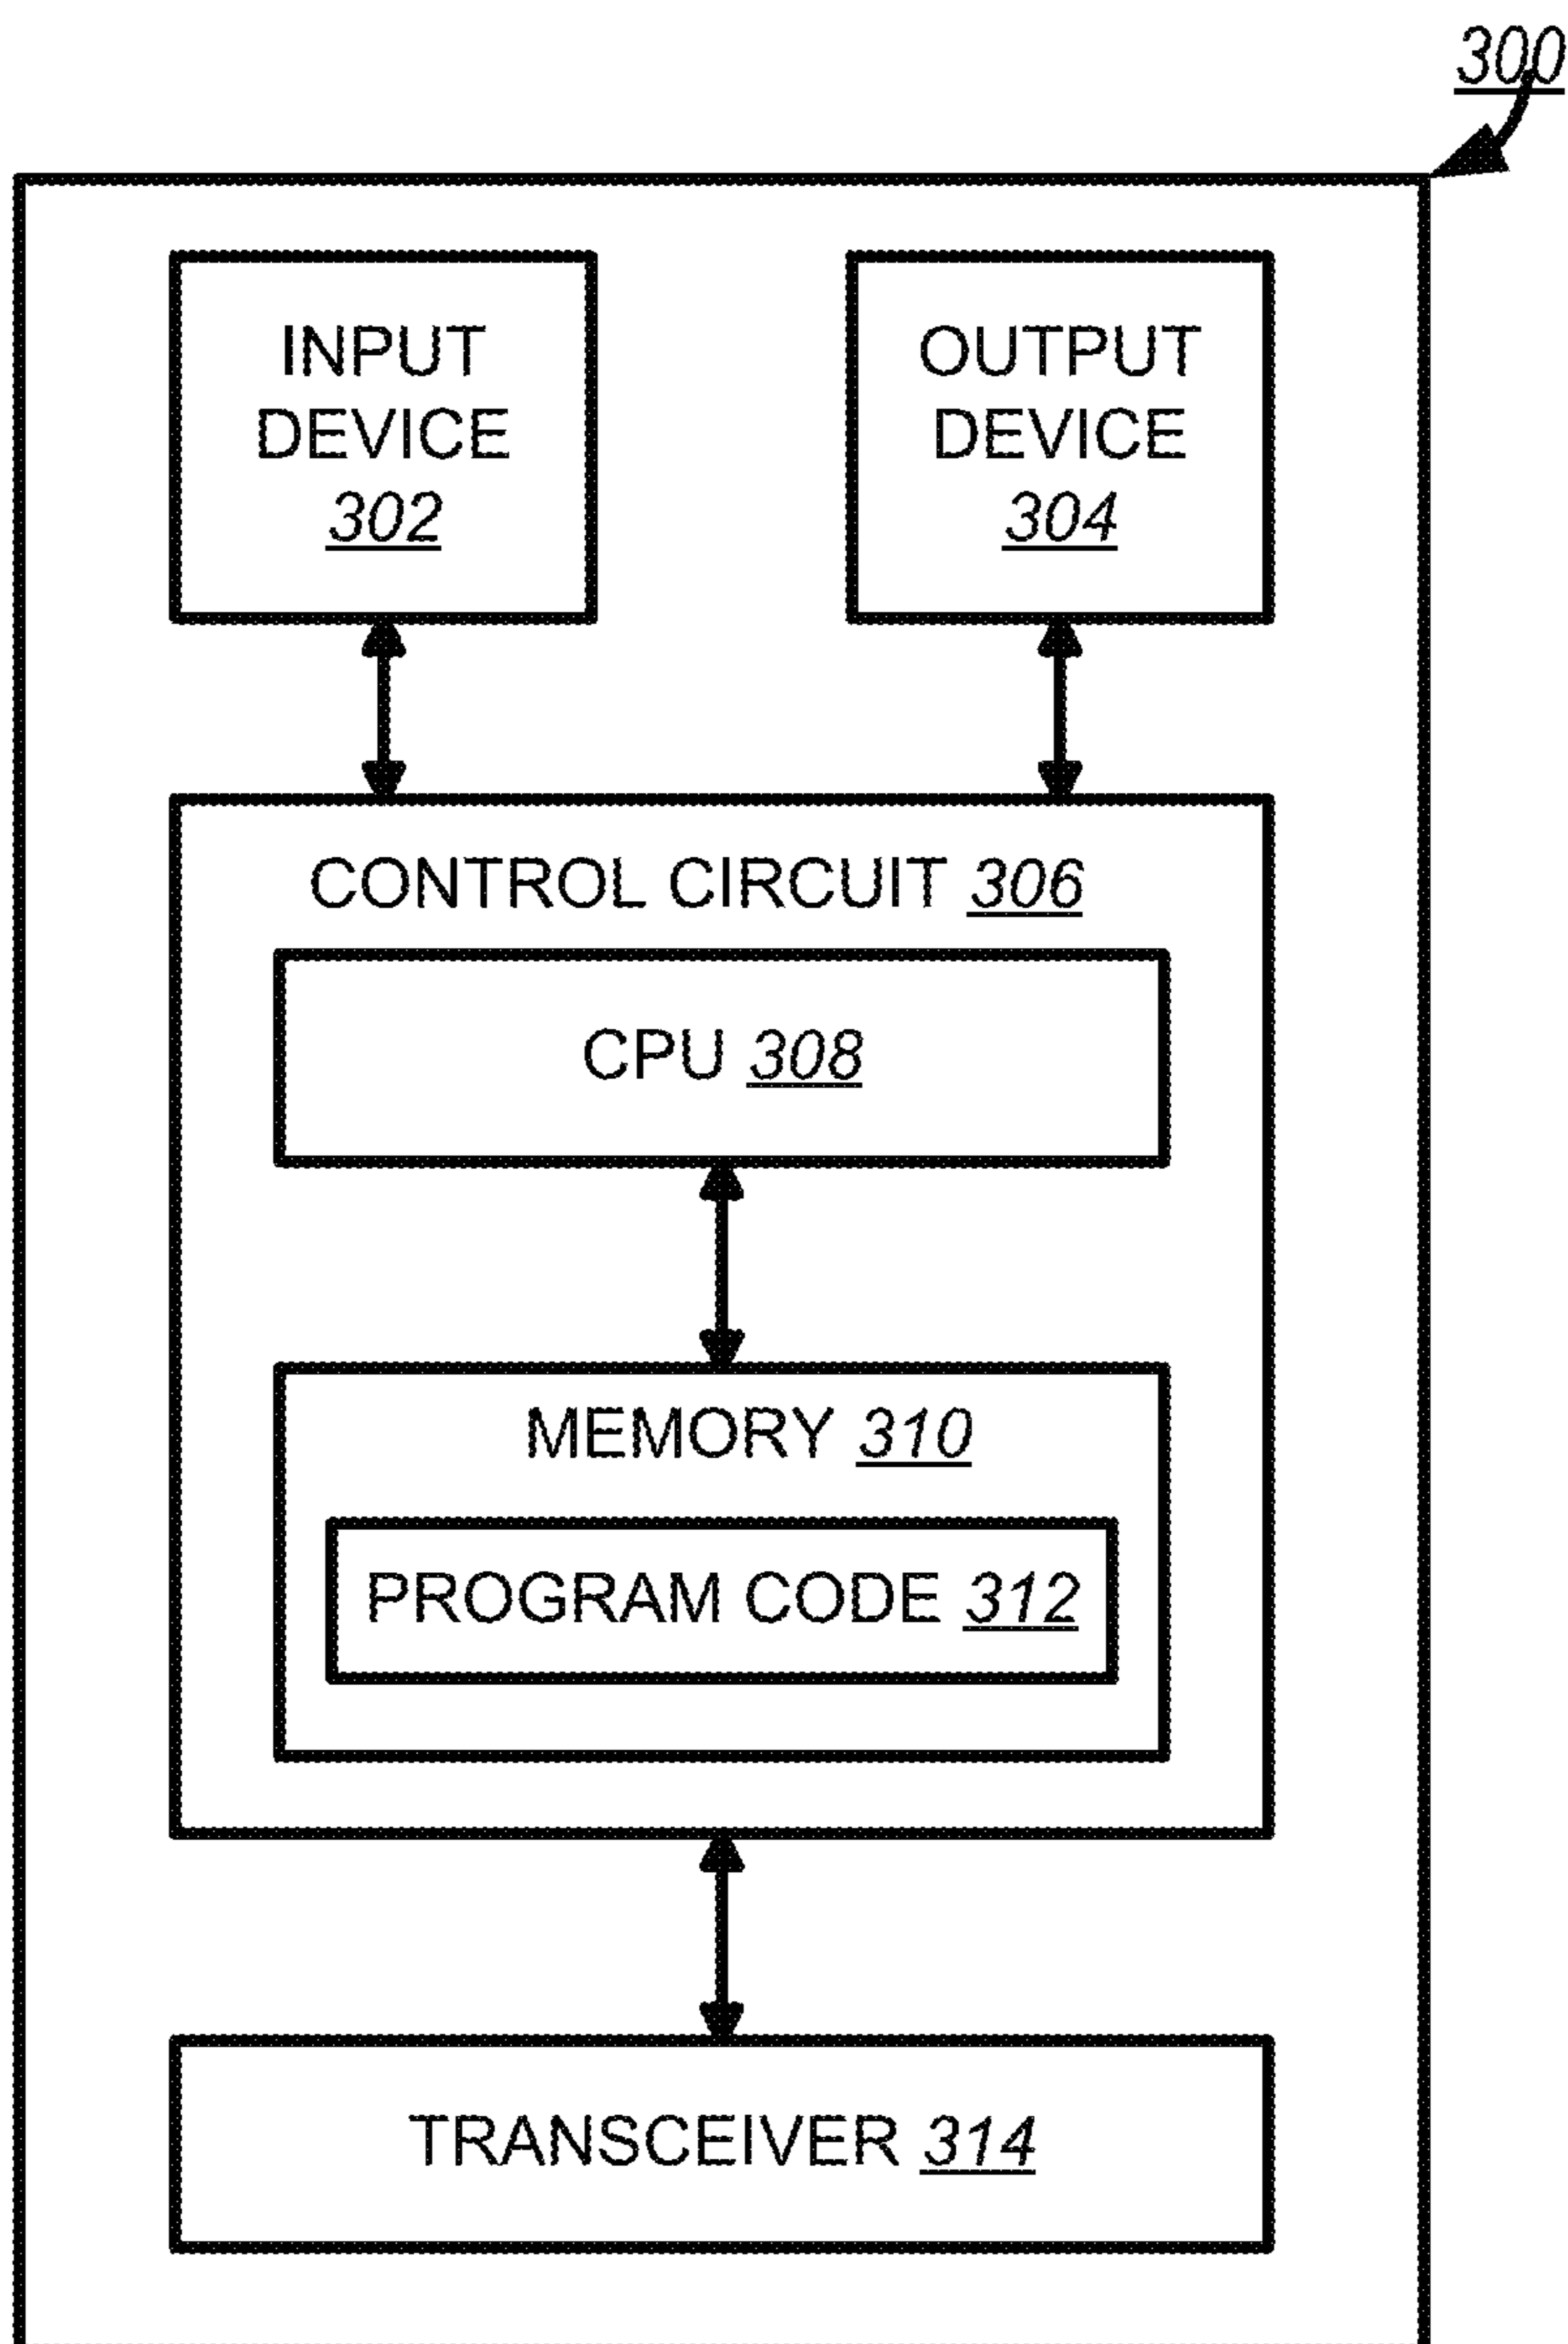 300
INPUT
DEVICE
302
OUTPUT
DEVICE
304
CONTROL CIRCUIT 306
CPU 308
MEMORY 310
PROGRAM CODE 312
TRANSCEIVER 314